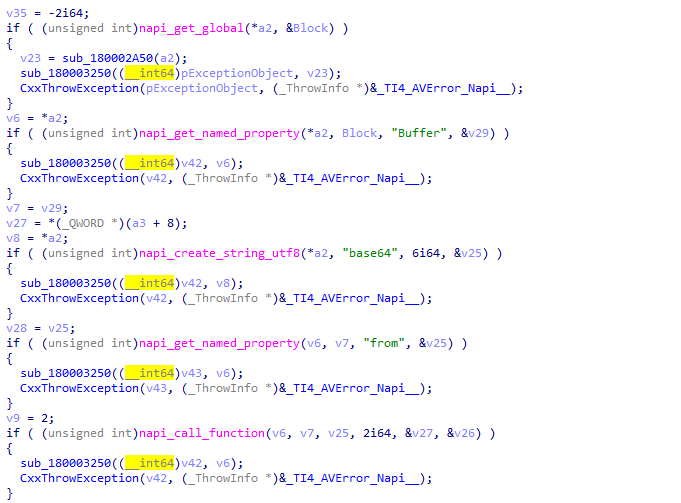 v35 = -2i64;
if ( (unsigned int)napi_get_global(*a2, &Block) )
{
  v23 = sub_180002A50(a2);
  sub_180003250((__int64)pExceptionObject, v23);
  CxxThrowException(pExceptionObject, (_ThrowInfo *)&_TI4_AVError_Napi__);
}
v6 = *a2;
if ( (unsigned int)napi_get_named_property(*a2, Block, "Buffer", &v29) )
{
  sub_180003250((__int64)v42, v6);
  CxxThrowException(v42, (_ThrowInfo *)&_TI4_AVError_Napi__);
}
v7 = v29;
v27 = *(_QWORD *)(a3 + 8);
v8 = *a2;
if ( (unsigned int)napi_create_string_utf8(*a2, "base64", 6i64, &v25) )
{
  sub_180003250((__int64)v42, v8);
  CxxThrowException(v42, (_ThrowInfo *)&_TI4_AVError_Napi__);
}
v28 = v25;
if ( (unsigned int)napi_get_named_property(v6, v7, "from", &v25) )
{
  sub_180003250((__int64)v43, v6);
  CxxThrowException(v43, (_ThrowInfo *)&_TI4_AVError_Napi__);
}
v9 = 2;
if ( (unsigned int)napi_call_function(v6, v7, v25, 2i64, &v27, &v26) )
{
  sub_180003250((__int64)v42, v6);
  CxxThrowException(v42, (_ThrowInfo *)&_TI4_AVError_Napi__);
}